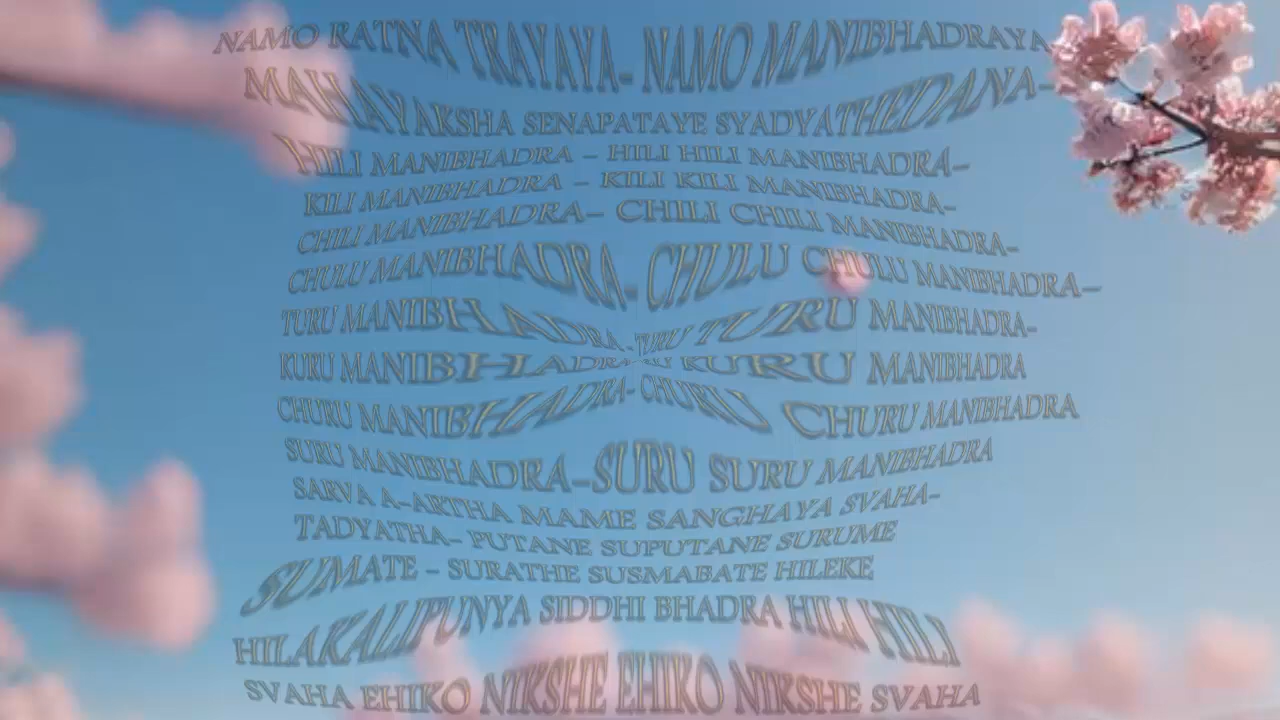 NAMO RATNA TRAYAYA- NAMO MANIBHADRAYA
MAHAYAKSHA SENAPATAYE SYADYATHEDANA-
HILI MANIBHADRA – HILI HILI MANIBHADRA–
KILI MANIBHADRA – KILI KILI MANIBHADRA–
CHILI MANIBHADRA– CHILI CHILI MANIBHADRA–
CHULU MANIBHADRA- CHULU CHULU MANIBHADRA–
TURU MANIBHADRA -TURU TURU MANIBHADRA–
KURU MANIBHADRA- KURU MANIBHADRA
CHURU MANIBHADRA- CHURU CHURU MANIBHADRA
SURU MANIBHADRA–SURU SURU MANIBHADRA
SARVA A–ARTHA MAME SANGHAYA SVAHA–
TADYATHA– PUTANE SUPUTANE SURUME
SUMATE – SURATHE SUSMABATE HILEKE
HILAKALIPUNYA SIDDHI BHADRA HILI HILI
SVAHA EHIKO NIKSHE EHIKO NIKSHE SVAHA